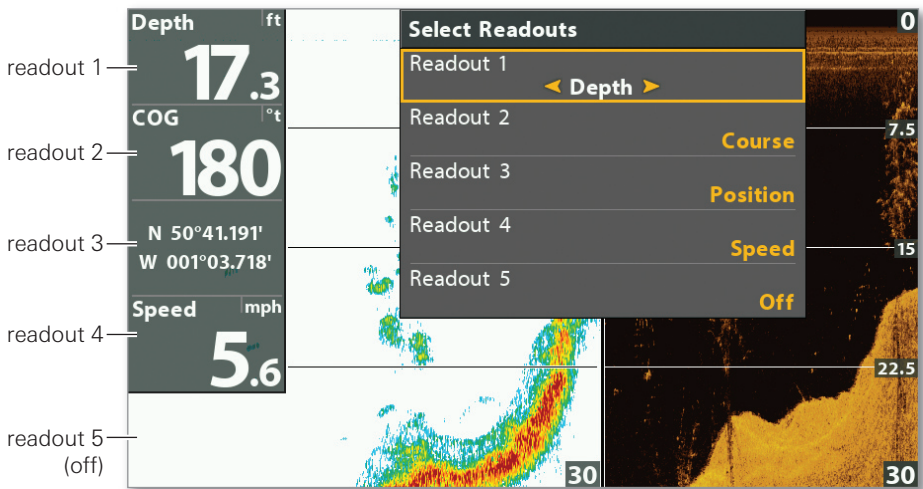 readout 1
readout 2
readout 3
readout 4
readout 5
(off)
Depth ft
17.3
COG °t
180
N 50°41.191'
W 001°03.718'
Speed mph
5.6
Select Readouts
Readout 1
Depth
Readout 2
Course
Readout 3
Position
Readout 4
Speed
Readout 5
Off
30
0
7.5
15
22.5
30